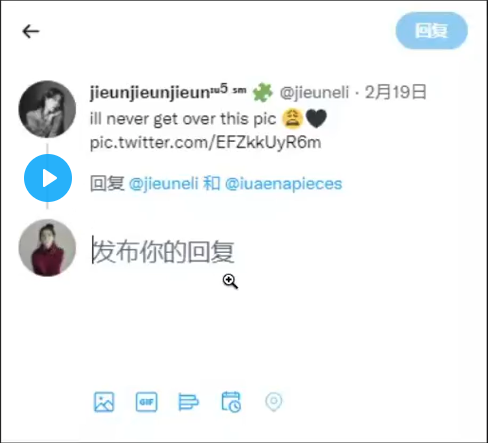 回复
jieunjieunjieunᶦᵘ⁵ ˢᵐ 🧩 @jieuneli · 2月19日
ill never get over this pic 😩🖤
pic.twitter.com/EFZkkUyR6m
回复 @jieuneli 和 @iuaenapieces
发布你的回复
GIF